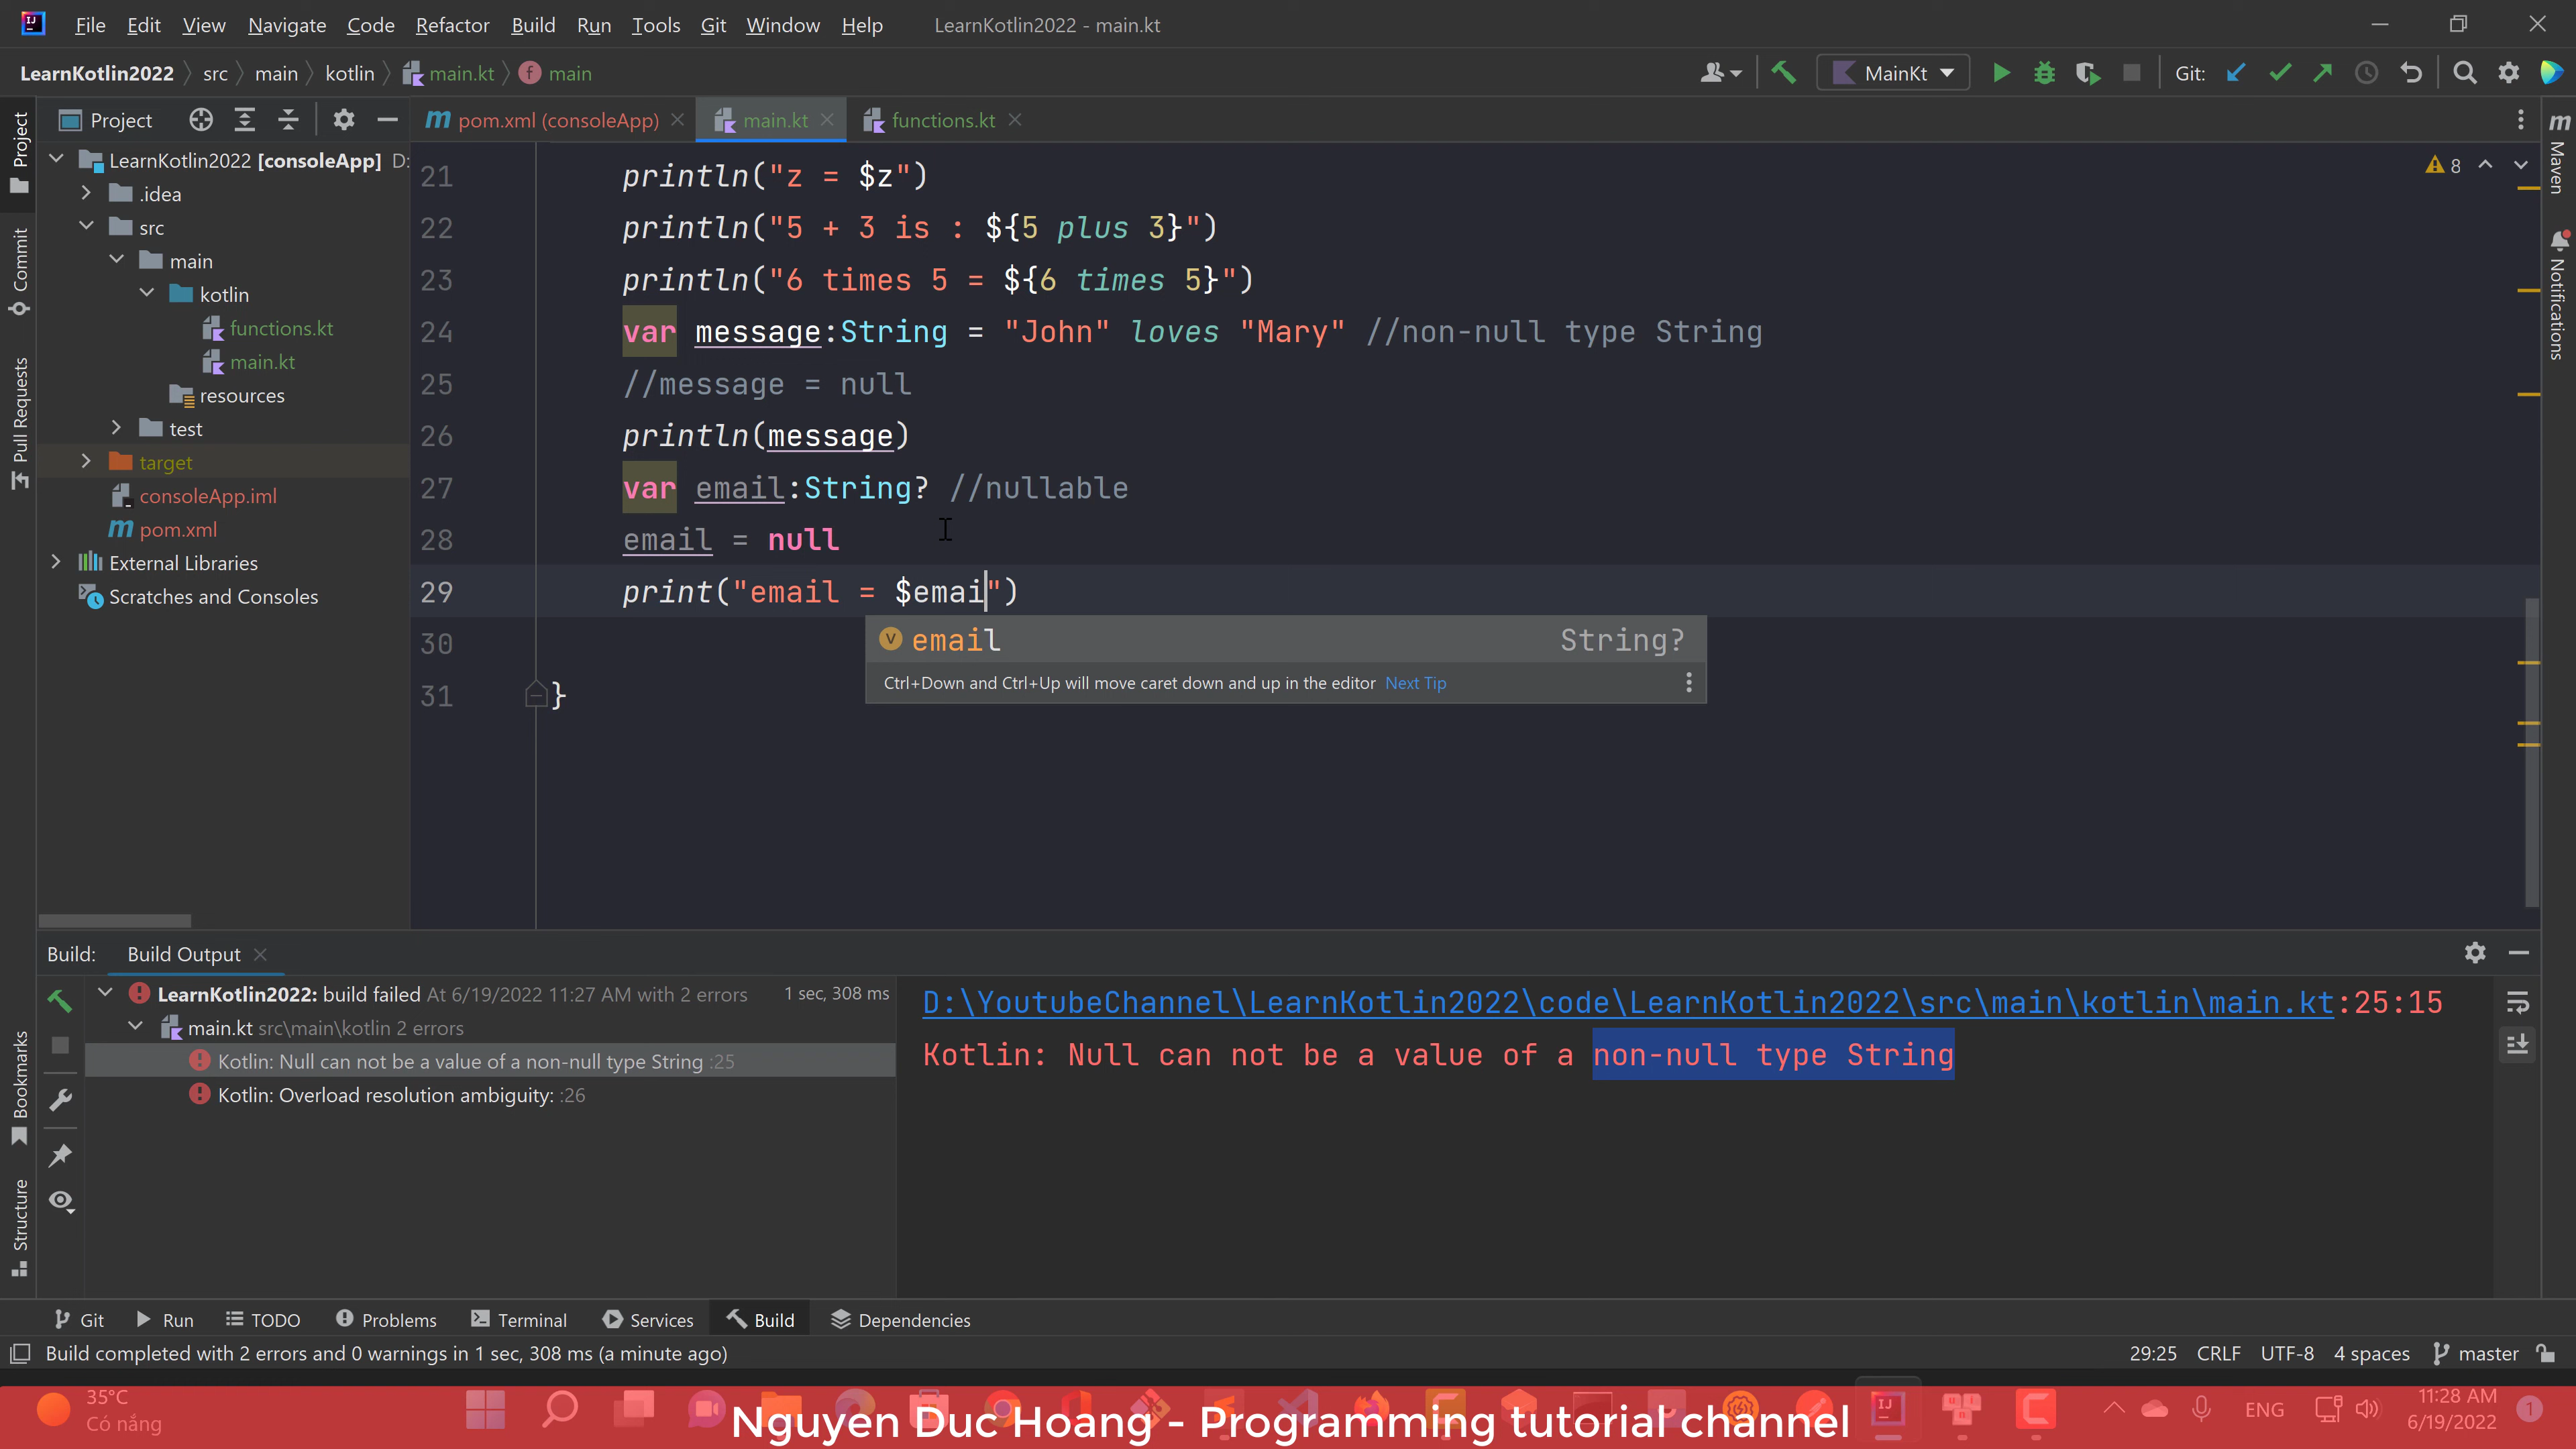 File Edit View Navigate Code Refactor Build Run Tools Git Window Help LearnKotlin2022 - main.kt
LearnKotlin2022 src main kotlin main.kt main MainKt Git:
Project pom.xml (consoleApp) main.kt functions.kt
LearnKotlin2022 [consoleApp] D:
.idea
src
main
kotlin
functions.kt
main.kt
resources
test
target
consoleApp.iml
pom.xml
External Libraries
Scratches and Consoles
Project
Commit
Pull Requests
Bookmarks
Structure
Maven
Notifications
8
21 println("z = $z")
22 println("5 + 3 is : ${5 plus 3}")
23 println("6 times 5 = ${6 times 5}")
24 var message:String = "John" loves "Mary" //non-null type String
25 //message = null
26 println(message)
27 var email:String? //nullable
28 email = null
29 print("email = $emai")
30
31 }
email String?
Ctrl+Down and Ctrl+Up will move caret down and up in the editor Next Tip
Build: Build Output
LearnKotlin2022: build failed At 6/19/2022 11:27 AM with 2 errors 1 sec, 308 ms
main.kt src\main\kotlin 2 errors
Kotlin: Null can not be a value of a non-null type String :25
Kotlin: Overload resolution ambiguity: :26
D:\YoutubeChannel\LearnKotlin2022\code\LearnKotlin2022\src\main\kotlin\main.kt:25:15
Kotlin: Null can not be a value of a non-null type String
Git Run TODO Problems Terminal Services Build Dependencies
Build completed with 2 errors and 0 warnings in 1 sec, 308 ms (a minute ago) 29:25 CRLF UTF-8 4 spaces master
35°C
Có nắng
Nguyen Duc Hoang - Programming tutorial channel
ENG
11:28 AM
6/19/2022
1